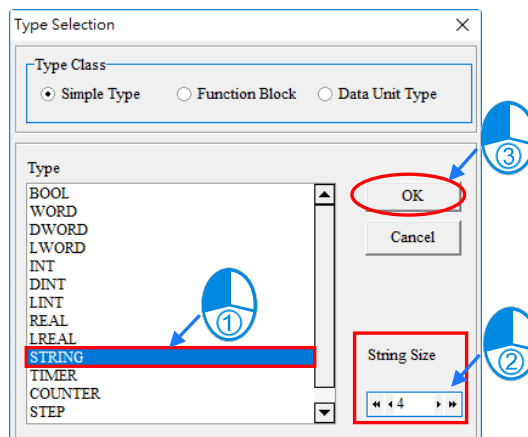 Type Selection
Type Class
Simple Type Function Block Data Unit Type
③
Type
BOOL
WORD
DWORD
LWORD
INT
DINT
LINT
REAL
LREAL
STRING
TIMER
COUNTER
STEP
OK
Cancel
①
String Size
4
②